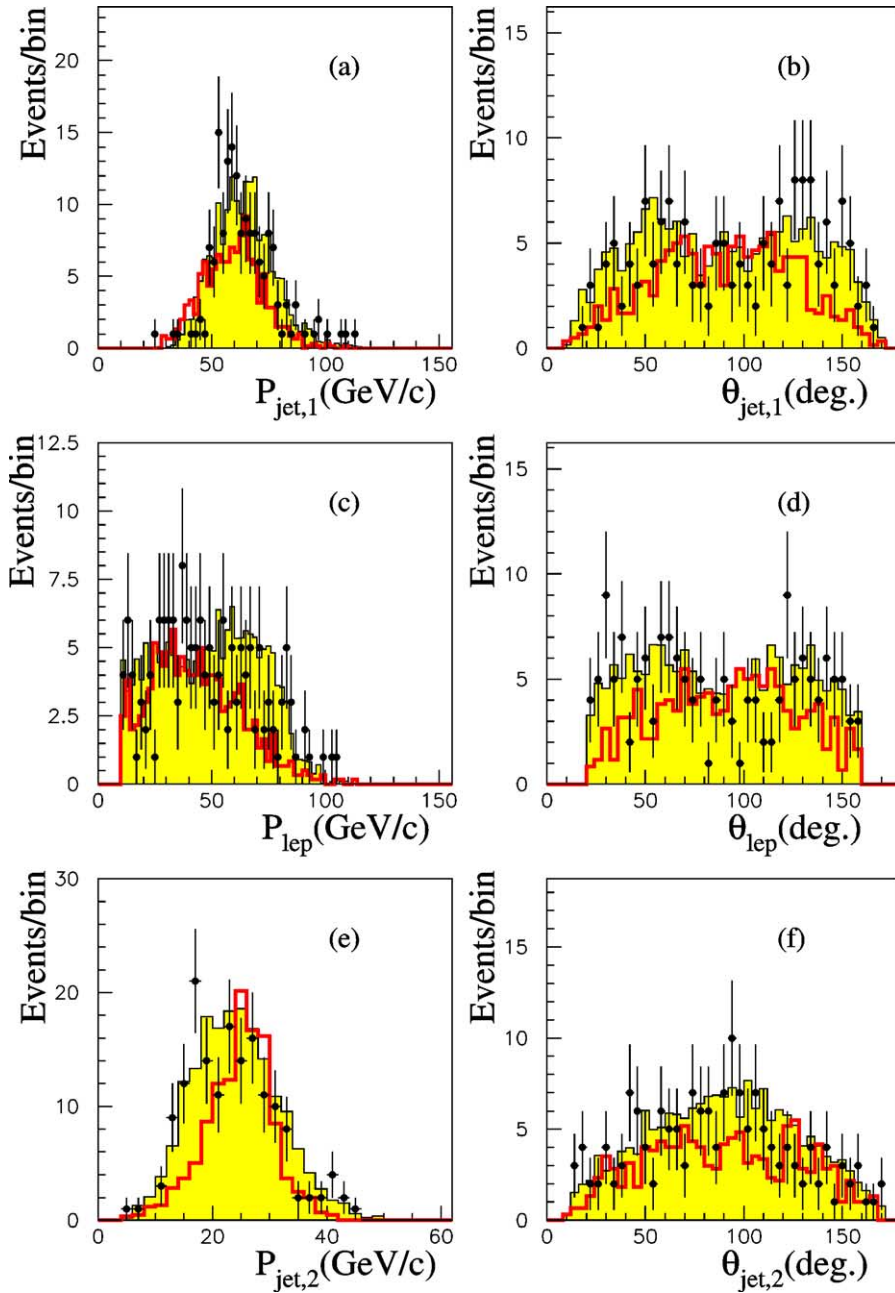 Events/bin
20
15
10
5
0
0 50 100 150
P_jet,1(GeV/c)
(a)
Events/bin
15
10
5
0
0 50 100 150
θ_jet,1(deg.)
(b)
Events/bin
12.5
10
7.5
5
2.5
0
0 50 100 150
P_lep(GeV/c)
(c)
Events/bin
15
10
5
0
0 50 100 150
θ_lep(deg.)
(d)
Events/bin
30
20
10
0
0 20 40 60
P_jet,2(GeV/c)
(e)
Events/bin
15
10
5
0
0 50 100 150
θ_jet,2(deg.)
(f)